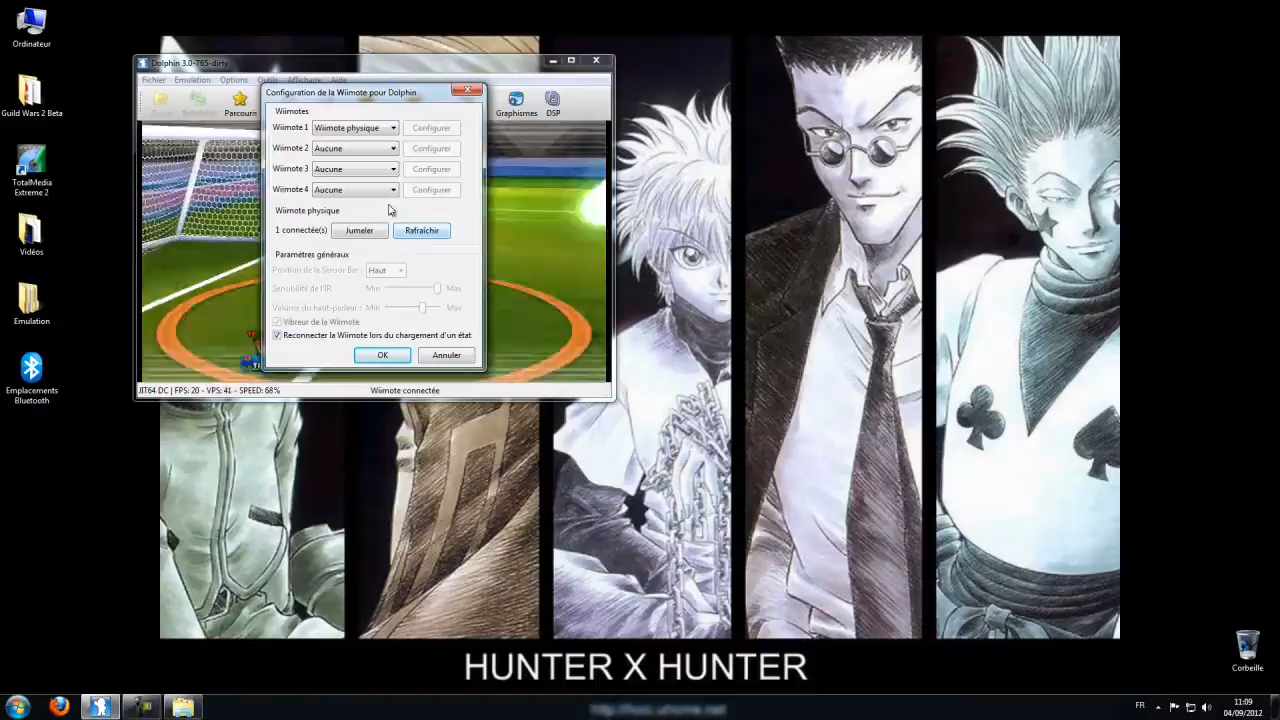 Ordinateur
Guild Wars 2 Beta
TotalMedia
Extreme 2
Vidéos
Emulation
Emplacements
Bluetooth
Dolphin 3.0-765-dirty
Fichier Emulation Options Outils Affichage Aide
Parcourir
Graphismes
DSP
Configuration de la Wiimote pour Dolphin
Wiimotes
Wiimote 1 Wiimote physique Configurer
Wiimote 2 Aucune Configurer
Wiimote 3 Aucune Configurer
Wiimote 4 Aucune Configurer
Wiimote physique
1 connectée(s) Jumeler Rafraîchir
Paramètres généraux
Position de la Sensor Bar : Haut
Sensibilité de l'IR Min Max
Volume du haut-parleur : Min Max
Vibreur de la Wiimote
Reconnecter la Wiimote lors du chargement d'un état
OK Annuler
JIT64 DC | FPS: 20 - VPS: 41 - SPEED: 68% Wiimote connectée
HUNTER X HUNTER
Corbeille
FR
11:09
04/09/2012